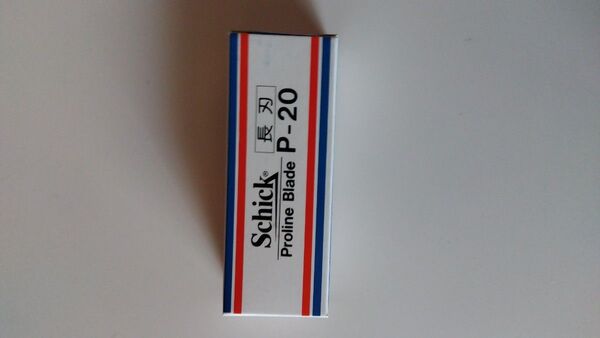 Schick® 長刃
Proline Blade P-20